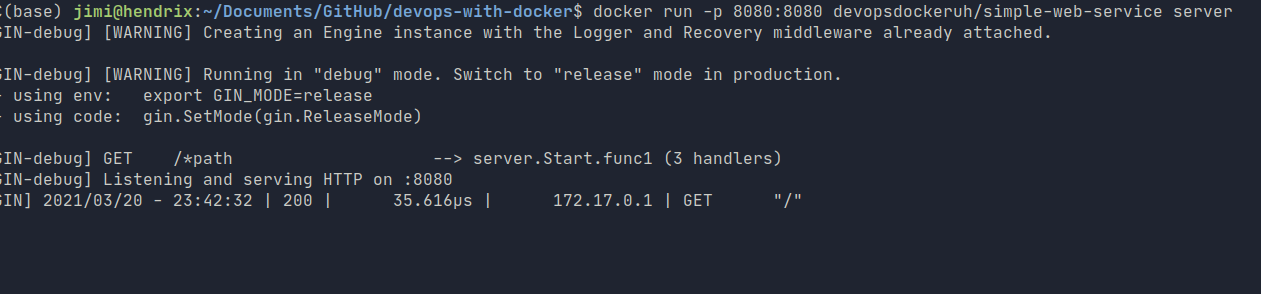 (base) jimi@hendrix:~/Documents/GitHub/devops-with-docker$ docker run -p 8080:8080 devopsdockeruh/simple-web-service server
GIN-debug] [WARNING] Creating an Engine instance with the Logger and Recovery middleware already attached.
GIN-debug] [WARNING] Running in "debug" mode. Switch to "release" mode in production.
- using env:   export GIN_MODE=release
- using code:  gin.SetMode(gin.ReleaseMode)
GIN-debug] GET    /*path                    --> server.Start.func1 (3 handlers)
GIN-debug] Listening and serving HTTP on :8080
GIN] 2021/03/20 - 23:42:32 | 200 |      35.616µs |      172.17.0.1 | GET      "/"